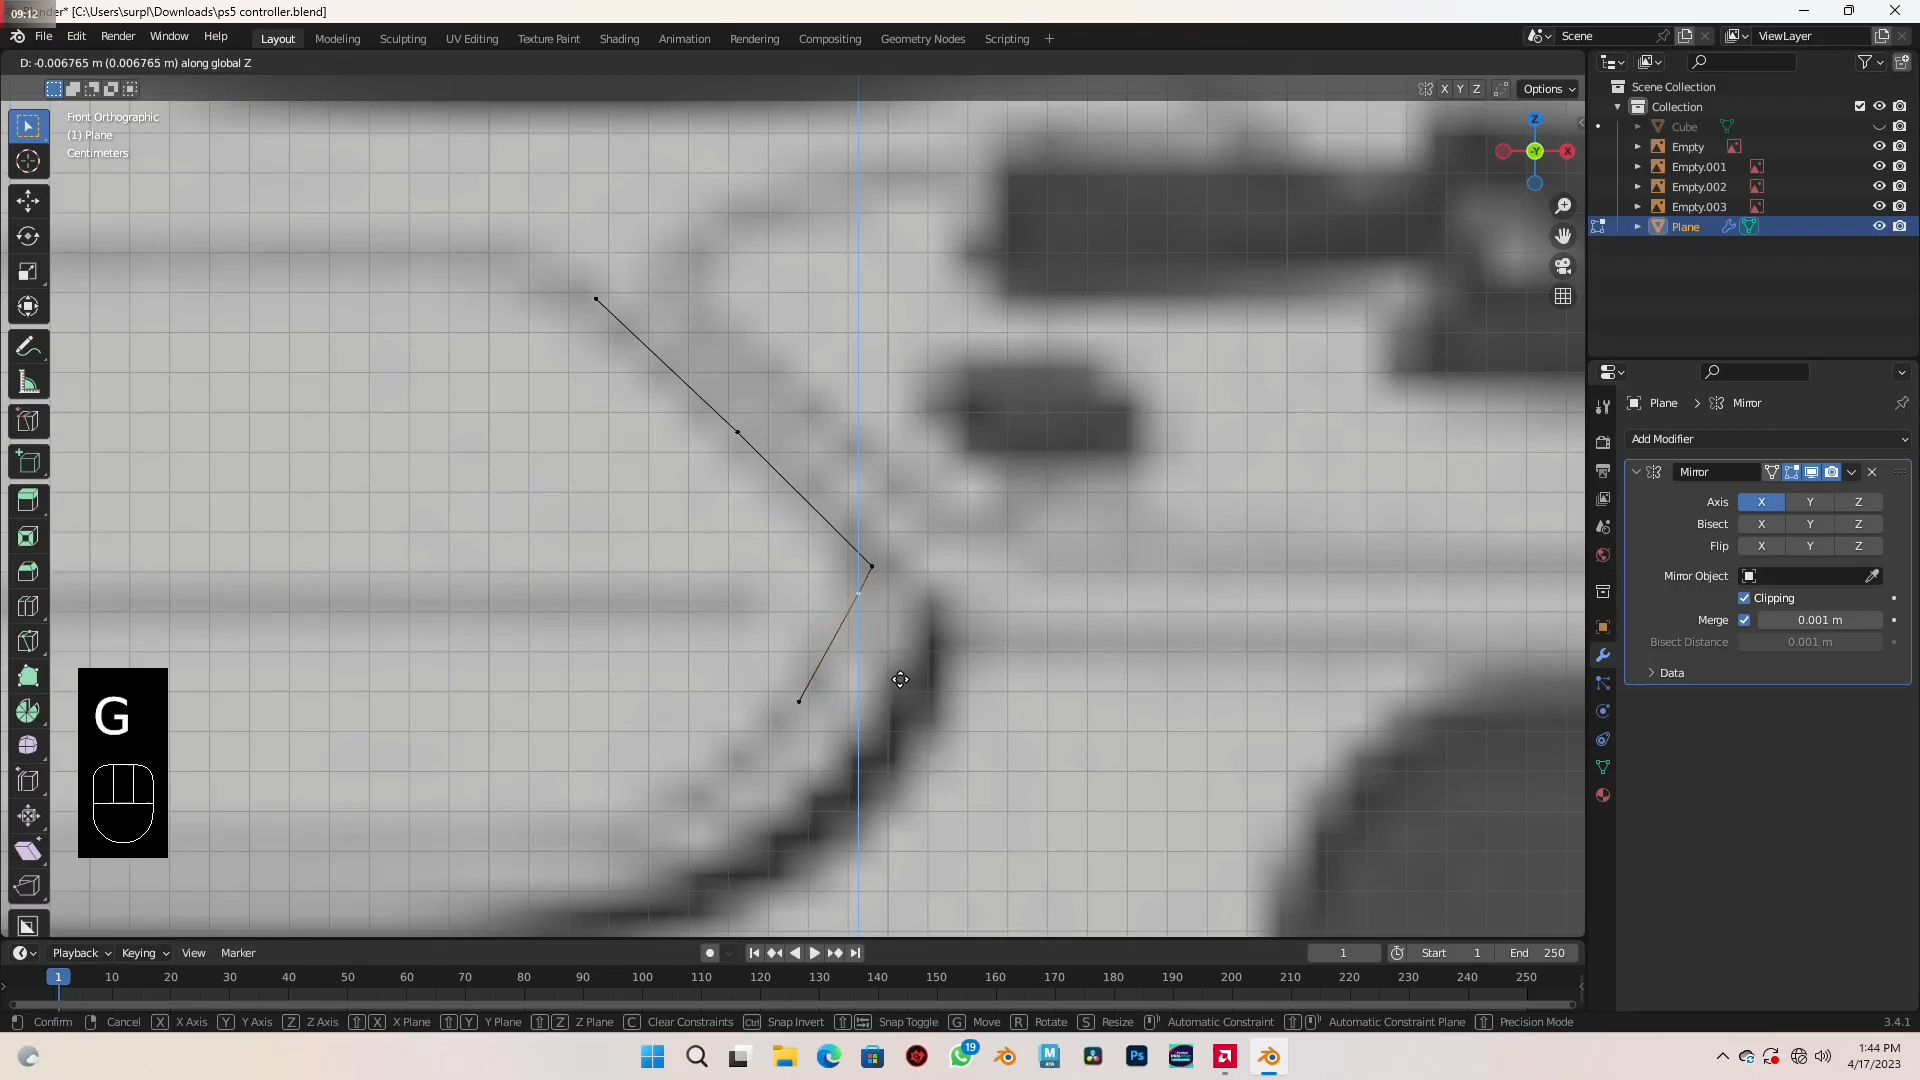 09:12
nder* [C:\Users\surpl\Downloads\ps5 controller.blend]
File Edit Render Window Help
Layout Modeling Sculpting UV Editing Texture Paint Shading Animation Rendering Compositing Geometry Nodes Scripting +
Scene
ViewLayer
D: -0.006765 m (0.006765 m) along global Z
X Y Z
Options
Front Orthographic
(1) Plane
Centimeters
Z
-Y
X
Scene Collection
Collection
Cube
Empty
Empty.001
Empty.002
Empty.003
Plane
Plane > Mirror
Add Modifier
Mirror
Axis X Y Z
Bisect X Y Z
Flip X Y Z
Mirror Object
Clipping
Merge 0.001 m
Bisect Distance 0.001 m
Data
G
Playback Keying View Marker
1 Start 1 End 250
1 10 20 30 40 50 60 70 80 90 100 110 120 130 140 150 160 170 180 190 200 210 220 230 240 250
Confirm Cancel X X Axis Y Y Axis Z Z Axis X X Plane Y Y Plane Z Z Plane C Clear Constraints Ctrl Snap Invert Snap Toggle G Move R Rotate S Resize Automatic Constraint Automatic Constraint Plane Precision Mode 3.4.1
19
M
Ps
1:44 PM
4/17/2023